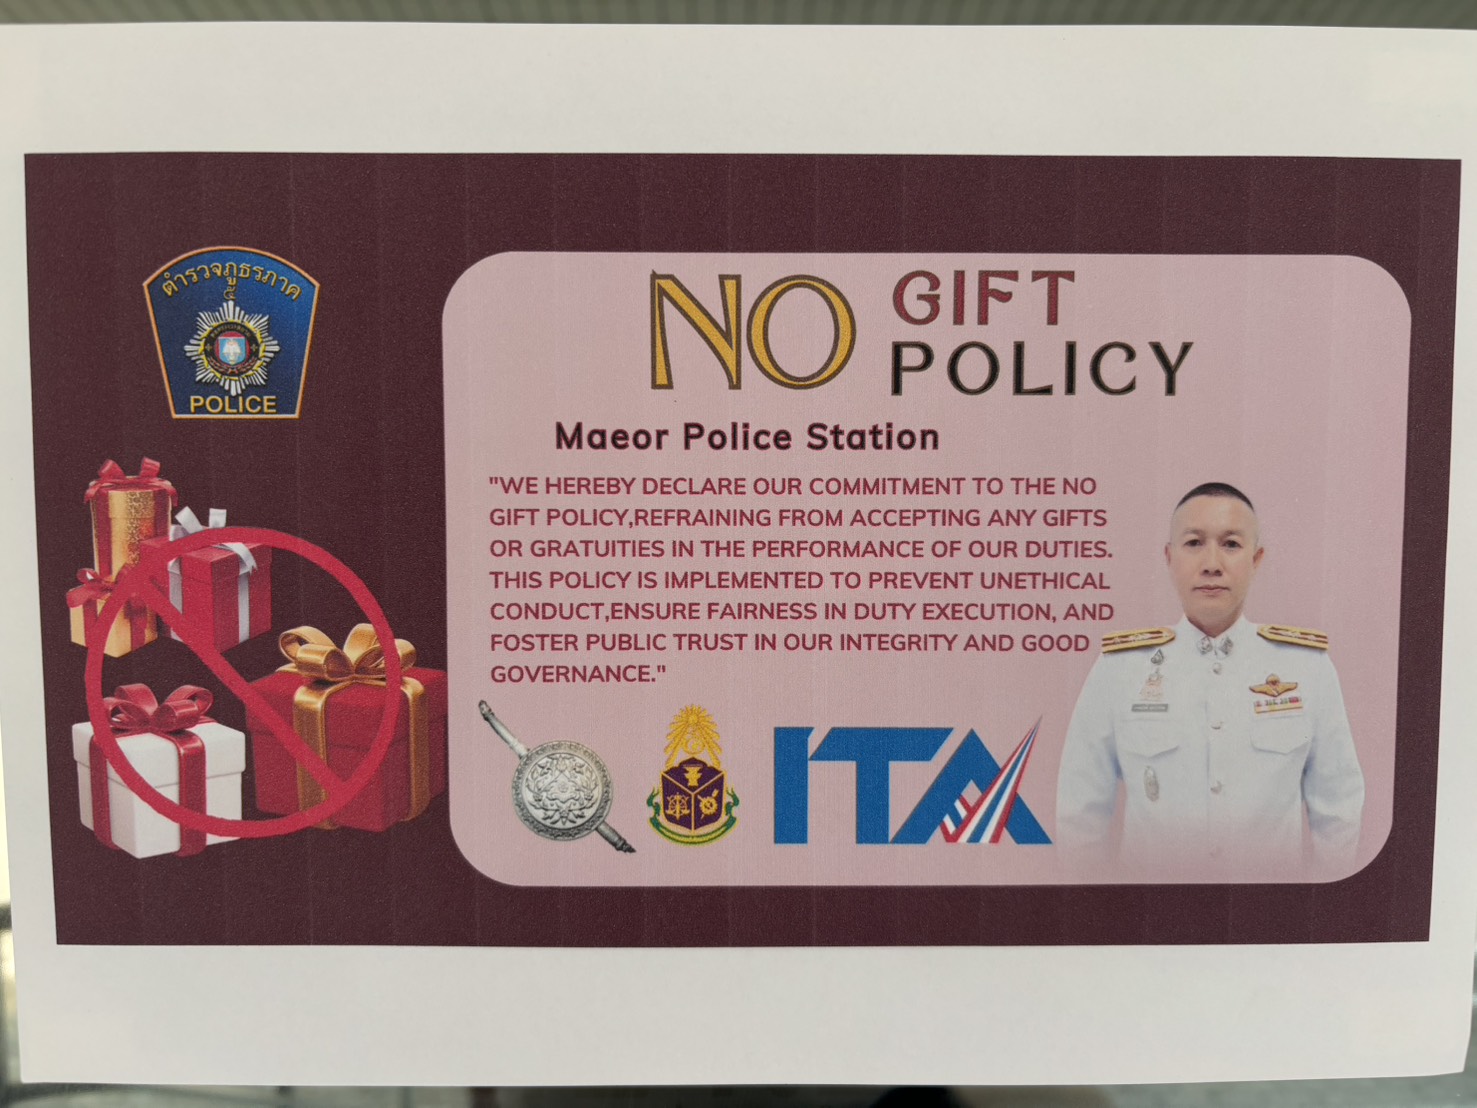 ตำรวจภูธรภาค
๕
POLICE
NO GIFT
POLICY
Maeor Police Station
"WE HEREBY DECLARE OUR COMMITMENT TO THE NO
GIFT POLICY,REFRAINING FROM ACCEPTING ANY GIFTS
OR GRATUITIES IN THE PERFORMANCE OF OUR DUTIES.
THIS POLICY IS IMPLEMENTED TO PREVENT UNETHICAL
CONDUCT,ENSURE FAIRNESS IN DUTY EXECUTION, AND
FOSTER PUBLIC TRUST IN OUR INTEGRITY AND GOOD
GOVERNANCE."
ITA